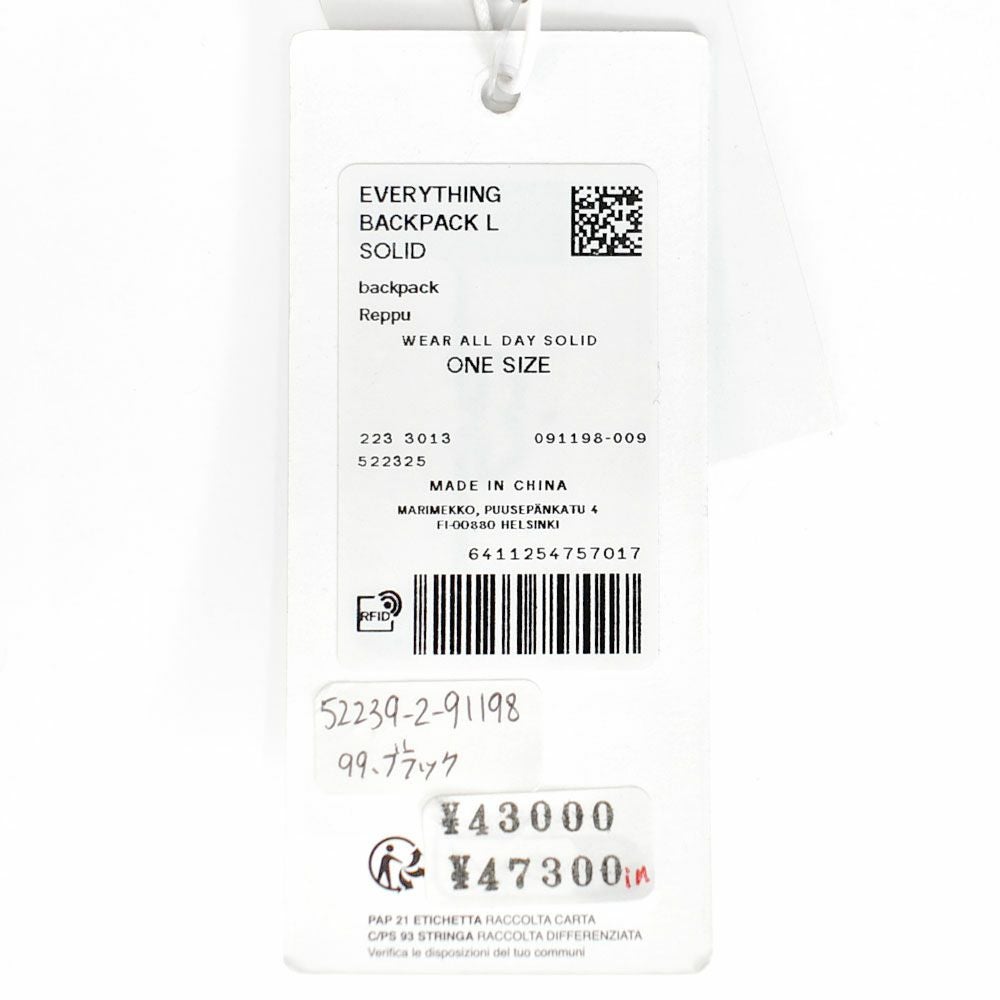 EVERYTHING
BACKPACK L
SOLID
backpack
Reppu
WEAR ALL DAY SOLID
ONE SIZE
223 3013 091198-009
522325
MADE IN CHINA
MARIMEKKO, PUUSEPÄNKATU 4
FI-00880 HELSINKI
6411254757017
RFID
52239-2-91198
99.ブラック
¥43000
¥47300in
PAP 21 ETICHETTA RACCOLTA CARTA
C/PS 93 STRINGA RACCOLTA DIFFERENZIATA
Verifica le disposizioni del tuo communi